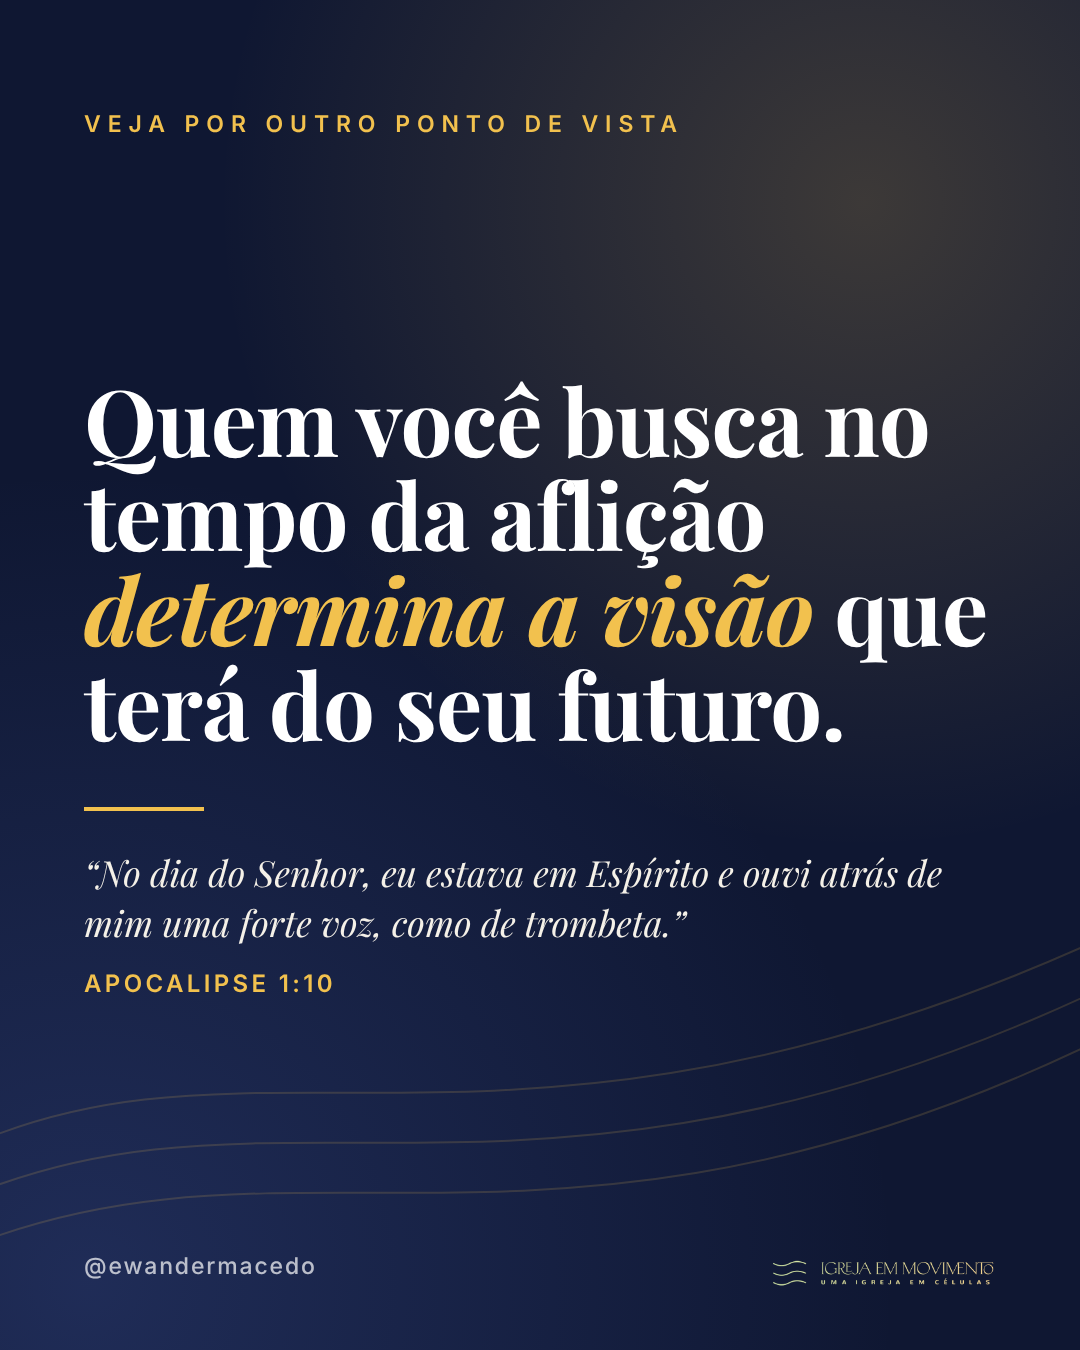 VEJA POR OUTRO PONTO DE VISTA
Quem você busca no
tempo da aflição
determina a visão que
terá do seu futuro.
“No dia do Senhor, eu estava em Espírito e ouvi atrás de
mim uma forte voz, como de trombeta.”
APOCALIPSE 1:10
@ewandermacedo
IGREJA EM MOVIMENTO
UMA IGREJA EM CÉLULAS